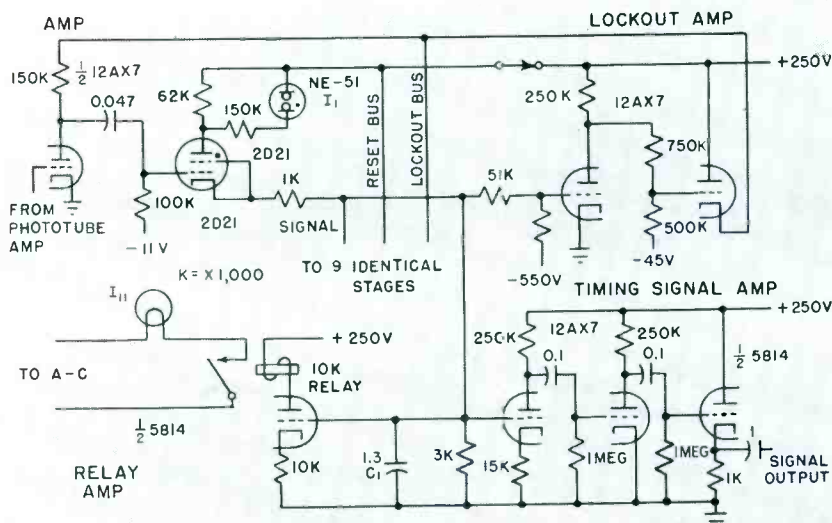 AMP
LOCKOUT AMP
+250V
150K
½ 12AX7
0.047
62K
150K
NE-51
I₁
2D21
2D21
100K
-11V
FROM
PHOTOTUBE
AMP
1K
SIGNAL
RESET BUS
LOCKOUT BUS
TO 9 IDENTICAL
STAGES
51K
250K
12AX7
750K
500K
-550V
-45V
K = X 1,000
I₁₁
TO A-C
½ 5814
RELAY
AMP
+250V
10K
RELAY
10K
1.3
C₁
3K
TIMING SIGNAL AMP
+250V
250K
12AX7
0.1
250K
0.1
½ 5814
15K
1MEG
1MEG
1K
1
SIGNAL
OUTPUT